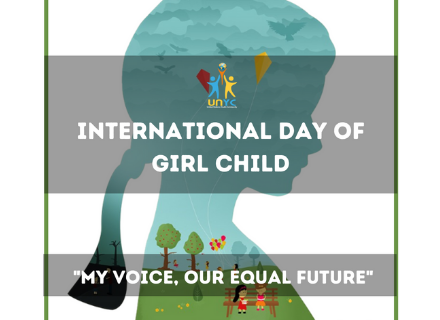 UNYC
INTERNATIONAL DAY OF
GIRL CHILD
"MY VOICE, OUR EQUAL FUTURE"